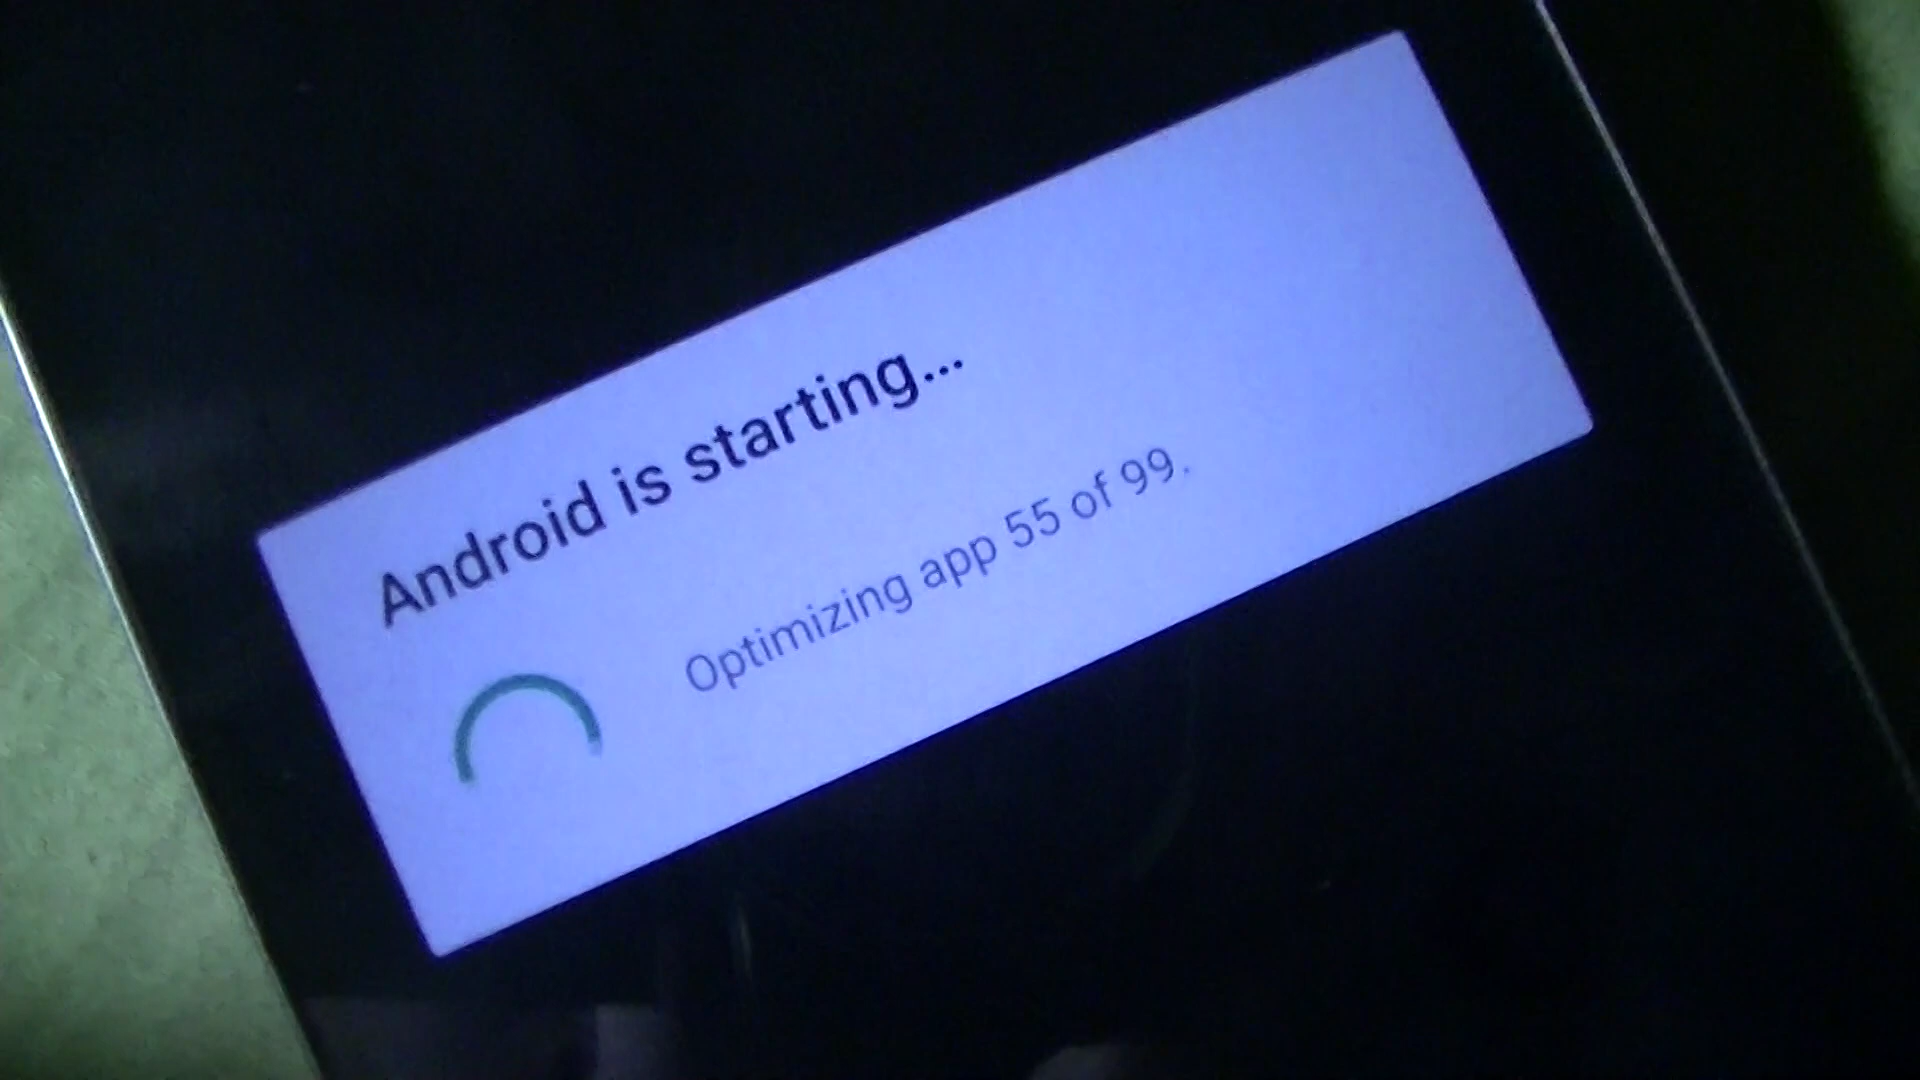 Android is starting...
Optimizing app 55 of 99.